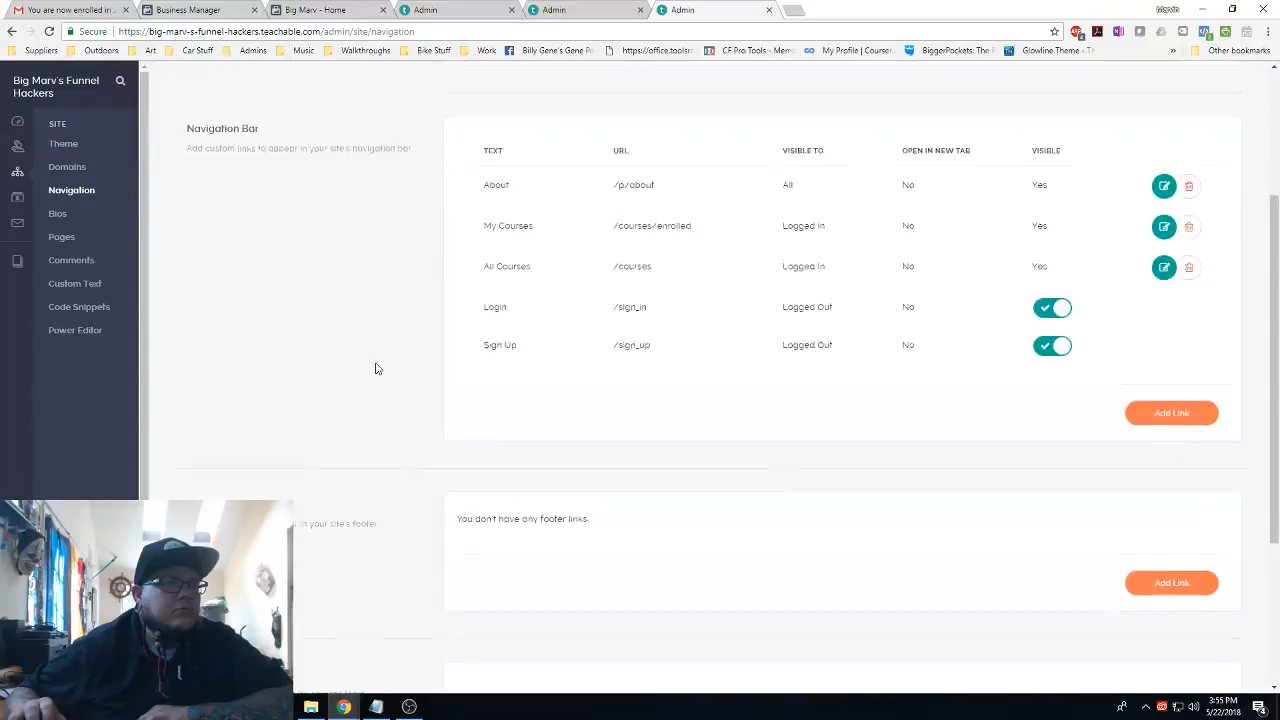 You are now enrolled in
Business Manager
Big Marv - Home
Admin
Admin
Admin
Secure
https://big-marv-s-funnel-hackers.teachable.com/admin/site/navigation
Suppliers
Outdoors
Art
Car Stuff
Animals
Music
Walkthroughs
Bike Stuff
Work
Billy Gene's Gene Po
https://office.toolsro
CF Pro Tools - Mem
My Profile | Courser
BiggerPockets: The F
Glowline Theme - T
Other bookmarks
Big Marv's Funnel
Hackers
SITE
Theme
Domains
Navigation
Bios
Pages
Comments
Custom Text
Code Snippets
Power Editor
Navigation Bar
Add custom links to appear in your site's navigation bar
TEXT URL VISIBLE TO OPEN IN NEW TAB VISIBLE
About /p/about All No Yes
My Courses /courses/enrolled Logged In No Yes
All Courses /courses Logged In No Yes
Login /sign_in Logged Out No
Sign Up /sign_up Logged Out No
Add Link
in your site's footer
You don't have any footer links.
Add Link
3:55 PM
5/22/2018